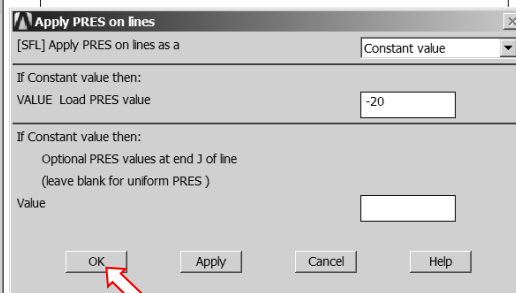 Apply PRES on lines
[SFL] Apply PRES on lines as a
Constant value
If Constant value then:
VALUE Load PRES value
-20
If Constant value then:
Optional PRES values at end J of line
(leave blank for uniform PRES )
Value
OK
Apply
Cancel
Help